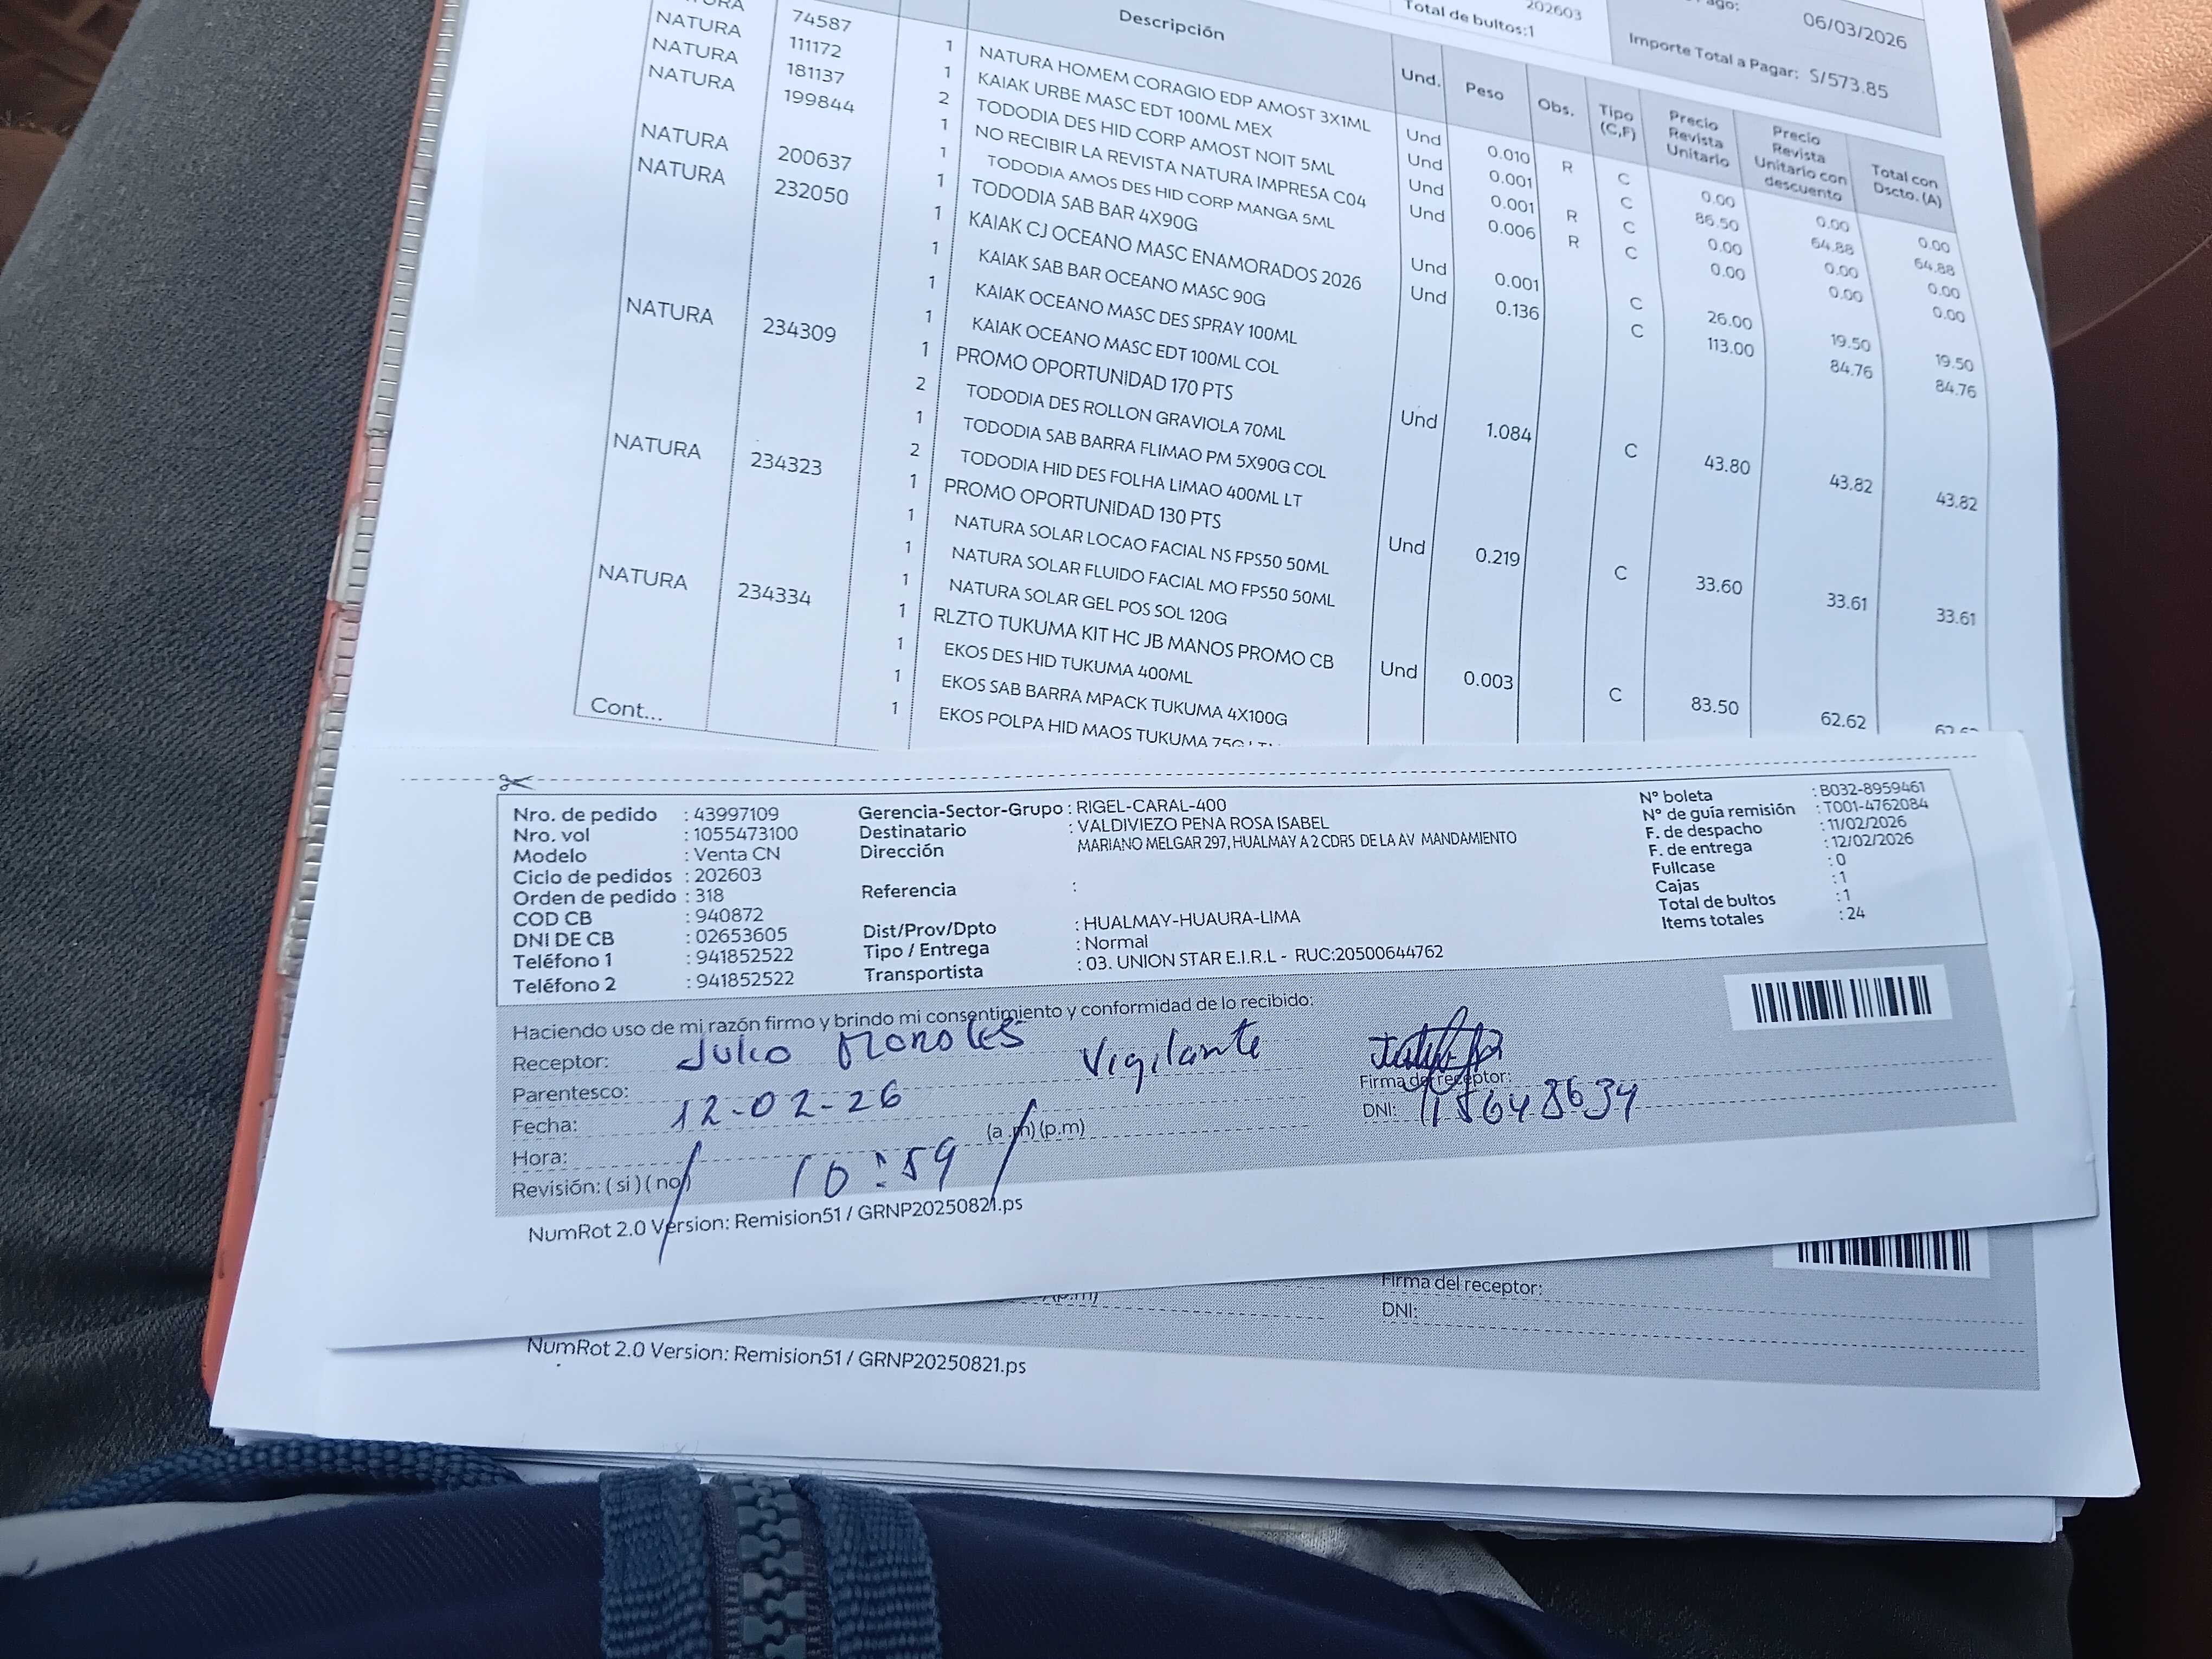 202603
Total de bultos:1
06/03/2026
Importe Total a Pagar: S/573.85
Descripción Und. Peso Obs. Tipo (C,F) Precio Revista Unitario Precio Revista Unitario con descuento Total con Dscto. (A)
NATURA 74587 1 NATURA HOMEM CORAGIO EDP AMOST 3X1ML Und 0.010 R C 0.00 0.00 0.00
NATURA 111172 1 KAIAK URBE MASC EDT 100ML MEX Und 0.001 C 86.50 64.88 64.88
NATURA 181137 2 TODODIA DES HID CORP AMOST NOIT 5ML Und 0.001 R C 0.00 0.00 0.00
199844 1 NO RECIBIR LA REVISTA NATURA IMPRESA C04 Und 0.006 R C 0.00 0.00 0.00
1 TODODIA AMOS DES HID CORP MANGA 5ML
NATURA 200637 1 TODODIA SAB BAR 4X90G Und 0.001 C 26.00 19.50 19.50
NATURA 232050 1 KAIAK CJ OCEANO MASC ENAMORADOS 2026 Und 0.136 C 113.00 84.76 84.76
1 KAIAK SAB BAR OCEANO MASC 90G
1 KAIAK OCEANO MASC DES SPRAY 100ML
1 KAIAK OCEANO MASC EDT 100ML COL
NATURA 234309 1 PROMO OPORTUNIDAD 170 PTS Und 1.084 C 43.80 43.82 43.82
2 TODODIA DES ROLLON GRAVIOLA 70ML
1 TODODIA SAB BARRA FLIMAO PM 5X90G COL
2 TODODIA HID DES FOLHA LIMAO 400ML LT
NATURA 234323 1 PROMO OPORTUNIDAD 130 PTS Und 0.219 C 33.60 33.61 33.61
1 NATURA SOLAR LOCAO FACIAL NS FPS50 50ML
1 NATURA SOLAR FLUIDO FACIAL MO FPS50 50ML
1 NATURA SOLAR GEL POS SOL 120G
NATURA 234334 1 RLZTO TUKUMA KIT HC JB MANOS PROMO CB Und 0.003 C 83.50 62.62 62.62
1 EKOS DES HID TUKUMA 400ML
1 EKOS SAB BARRA MPACK TUKUMA 4X100G
1 EKOS POLPA HID MAOS TUKUMA 75G
Cont...
Nro. de pedido : 43997109
Nro. vol : 1055473100
Modelo : Venta CN
Ciclo de pedidos : 202603
Orden de pedido : 318
COD CB : 940872
DNI DE CB : 02653605
Teléfono 1 : 941852522
Teléfono 2 : 941852522
Gerencia-Sector-Grupo : RIGEL-CARAL-400
Destinatario : VALDIVIEZO PENA ROSA ISABEL
Dirección MARIANO MELGAR 297, HUALMAY A 2 CDRS DE LA AV MANDAMIENTO
Referencia :
Dist/Prov/Dpto : HUALMAY-HUAURA-LIMA
Tipo / Entrega : Normal
Transportista : 03. UNION STAR E.I.R.L - RUC:20500644762
N° boleta : B032-8959461
N° de guía remisión : T001-4762084
F. de despacho : 11/02/2026
F. de entrega : 12/02/2026
Fullcase : 0
Cajas : 1
Total de bultos : 1
Items totales : 24
Haciendo uso de mi razón firmo y brindo mi consentimiento y conformidad de lo recibido:
Receptor: Julio Morales
Parentesco: Vigilante
Fecha: 12-02-26
Hora: 10:59 (a.m) (p.m)
Revisión: ( si ) ( no )
Firma del receptor:
DNI: 15648634
NumRot 2.0 Version: Remision51 / GRNP20250821.ps
(p.m)
Firma del receptor:
DNI:
NumRot 2.0 Version: Remision51 / GRNP20250821.ps